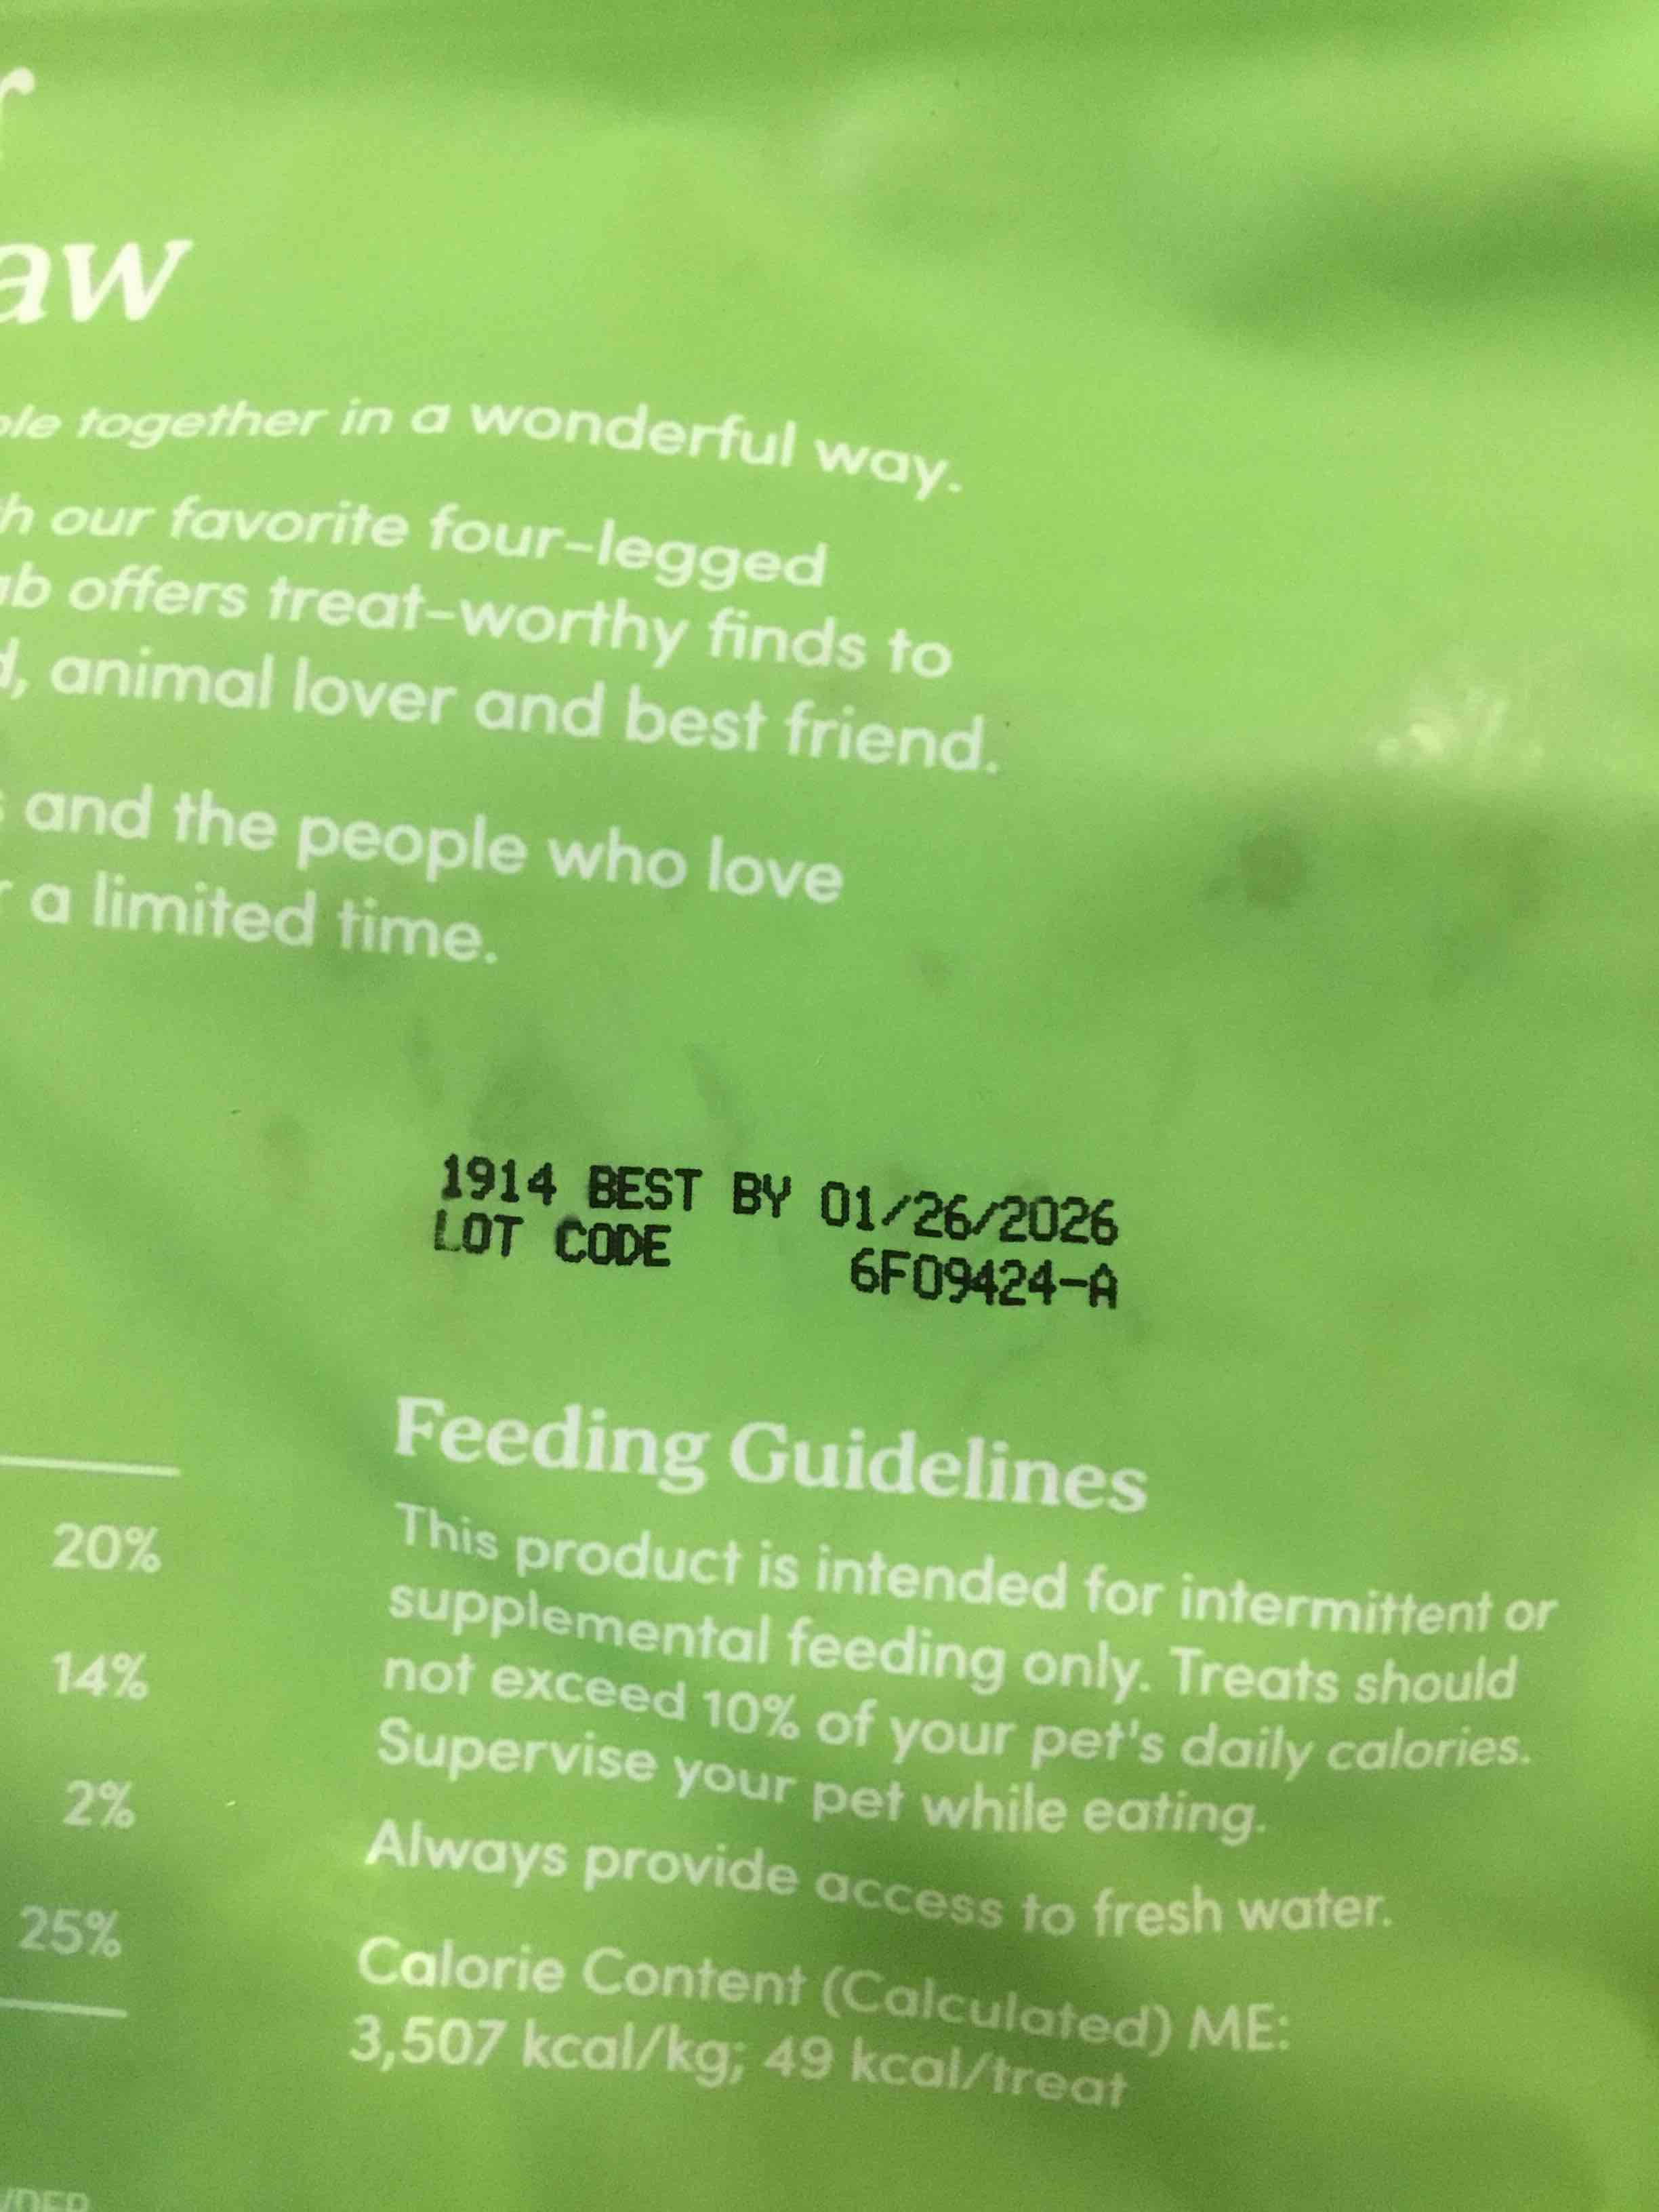 aw
together in a wonderful way.
our favorite four-legged
offers treat-worthy finds to
animal lover and best friend.
and the people who love
a limited time.
1914 BEST BY 01/26/2026
LOT CODE 6F09424-A
Feeding Guidelines
This product is intended for intermittent or
supplemental feeding only. Treats should
not exceed 10% of your pet's daily calories.
Supervise your pet while eating.
Always provide access to fresh water.
Calorie Content (Calculated) ME:
3,507 kcal/kg; 49 kcal/treat
20%
14%
2%
25%